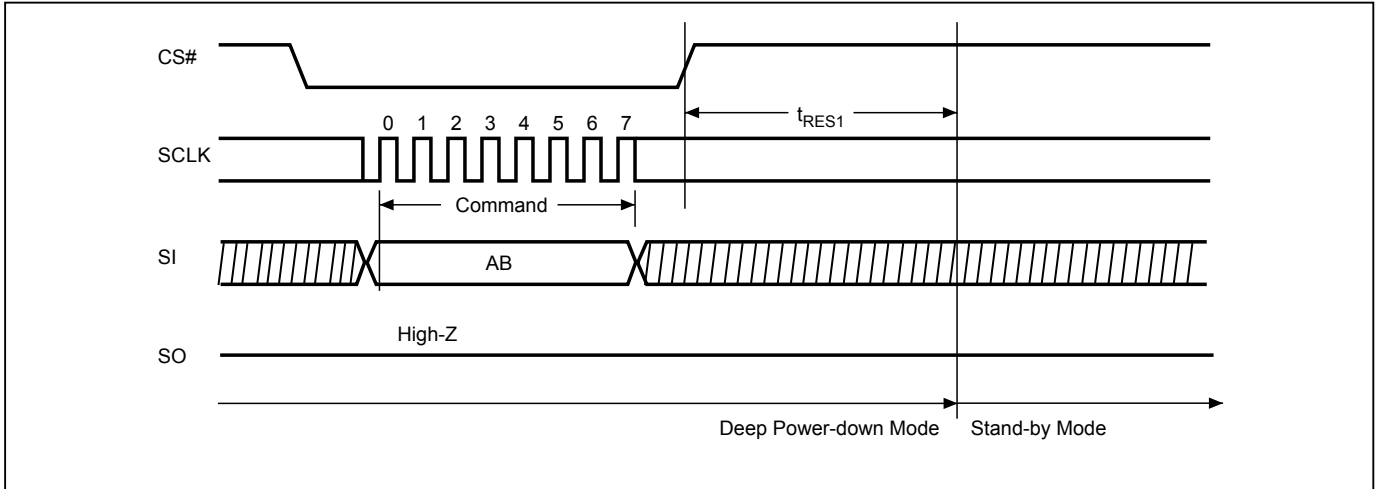 CS#
tRES1
0 1 2 3 4 5 6 7
SCLK
Command
SI
AB
High-Z
SO
Deep Power-down Mode Stand-by Mode